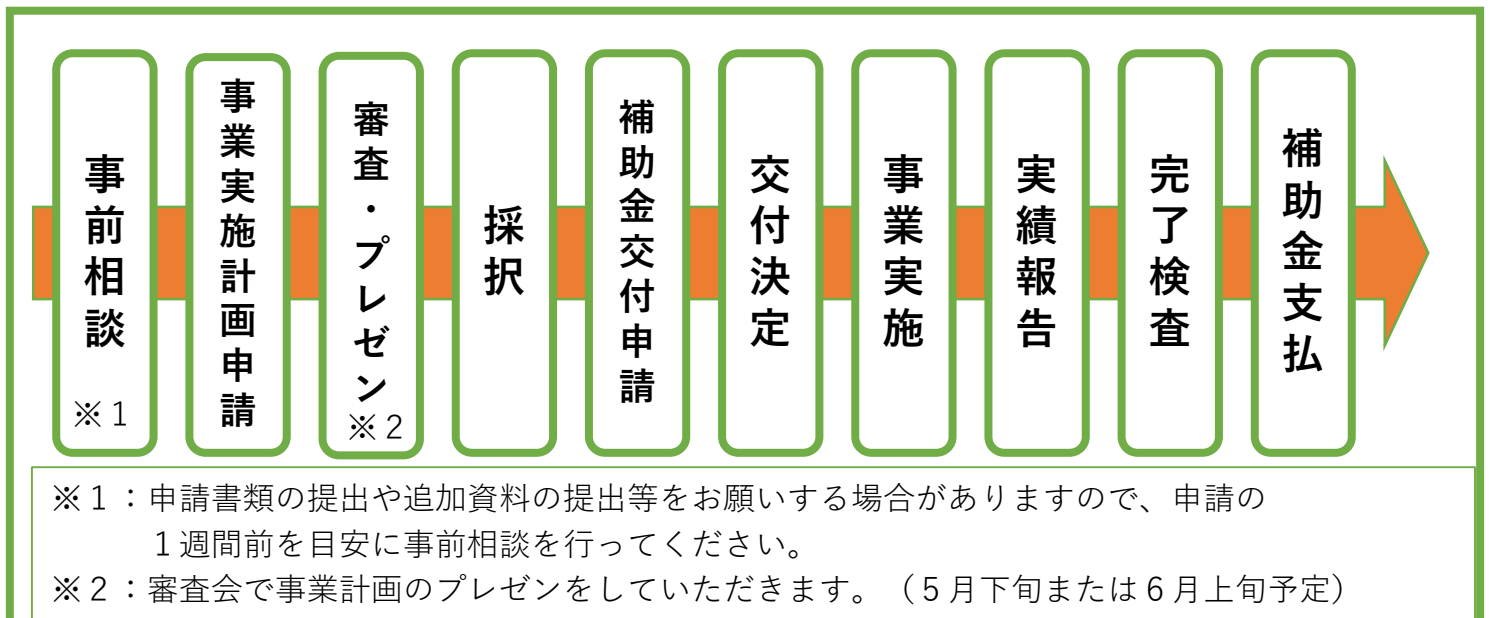 事前相談
※1
事業実施計画申請
審査・プレゼン
※2
採択
補助金交付申請
交付決定
事業実施
実績報告
完了検査
補助金支払
※1：申請書類の提出や追加資料の提出等をお願いする場合がありますので、申請の
1週間前を目安に事前相談を行ってください。
※2：審査会で事業計画のプレゼンをしていただきます。（5月下旬または6月上旬予定）